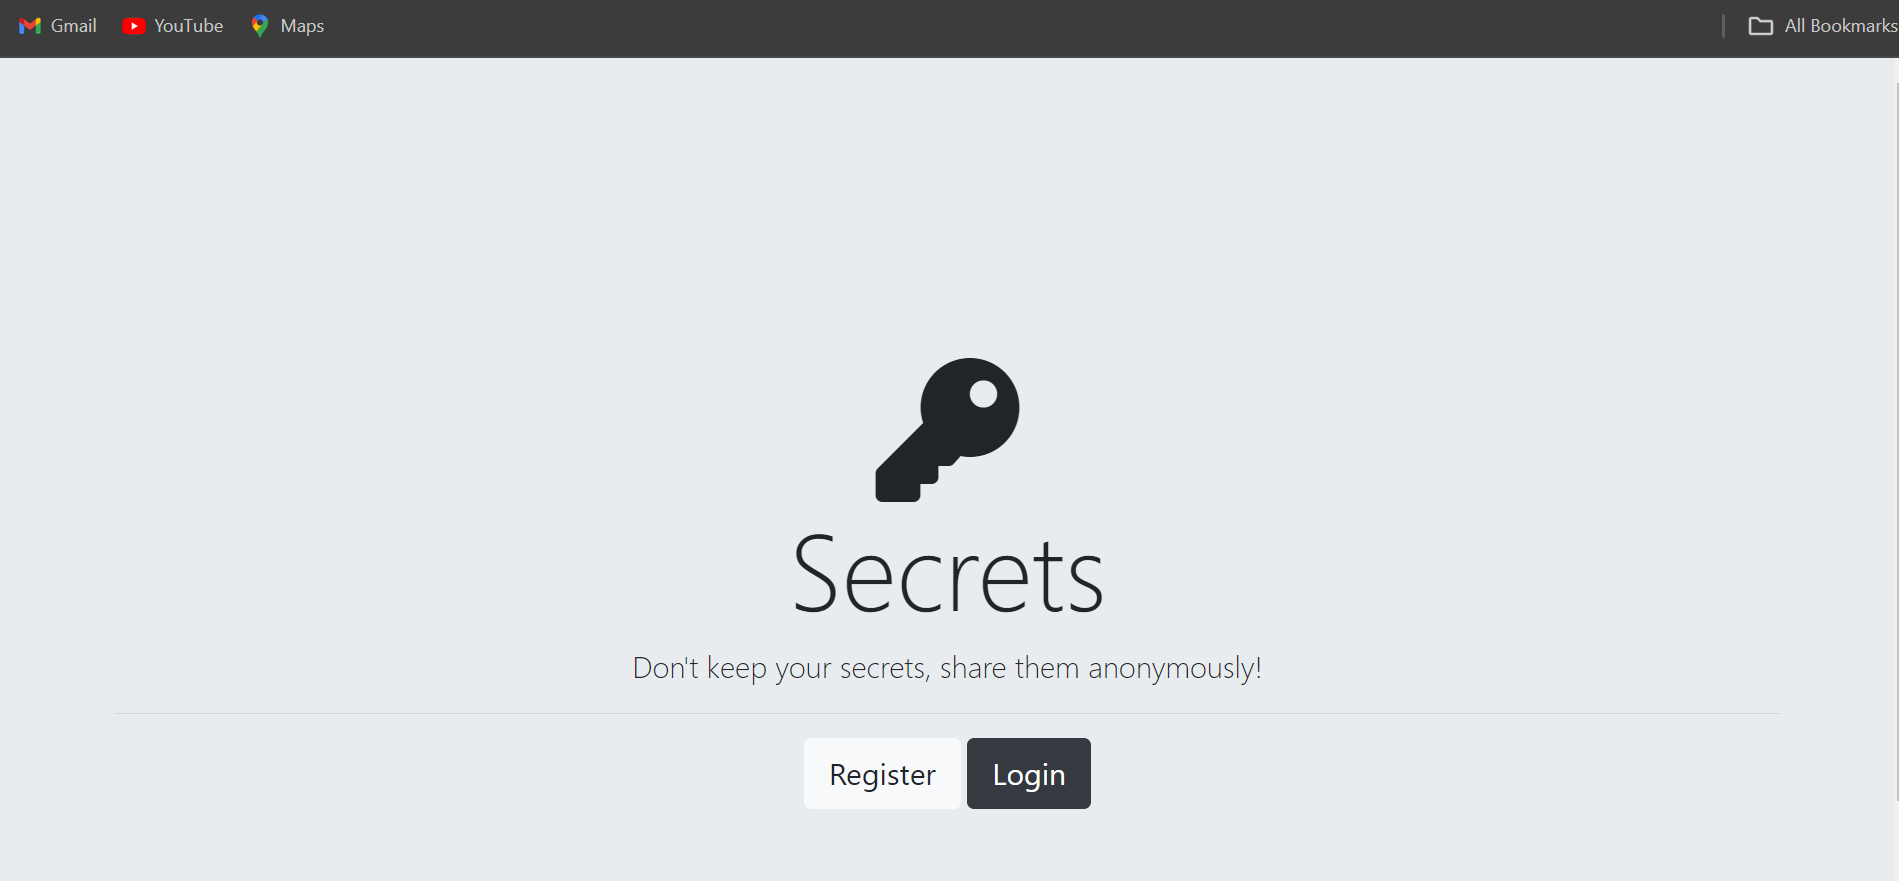 Gmail YouTube Maps All Bookmarks
Secrets
Don't keep your secrets, share them anonymously!
Register Login